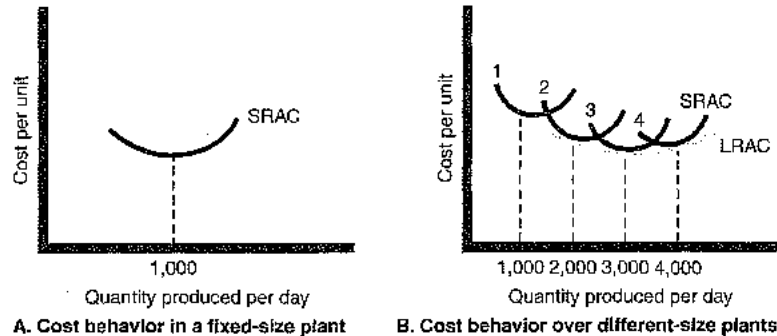 Cost per unit
SRAC
1,000
Quantity produced per day
A. Cost behavior in a fixed-size plant
Cost per unit
1
2
3
4
SRAC
LRAC
1,000 2,000 3,000 4,000
Quantity produced per day
B. Cost behavior over different-size plants